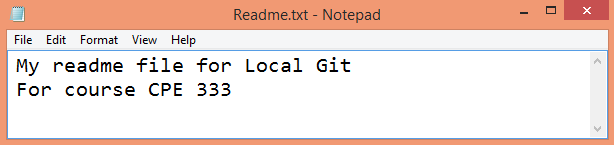 Readme.txt - Notepad
File Edit Format View Help
My readme file for Local Git
For course CPE 333